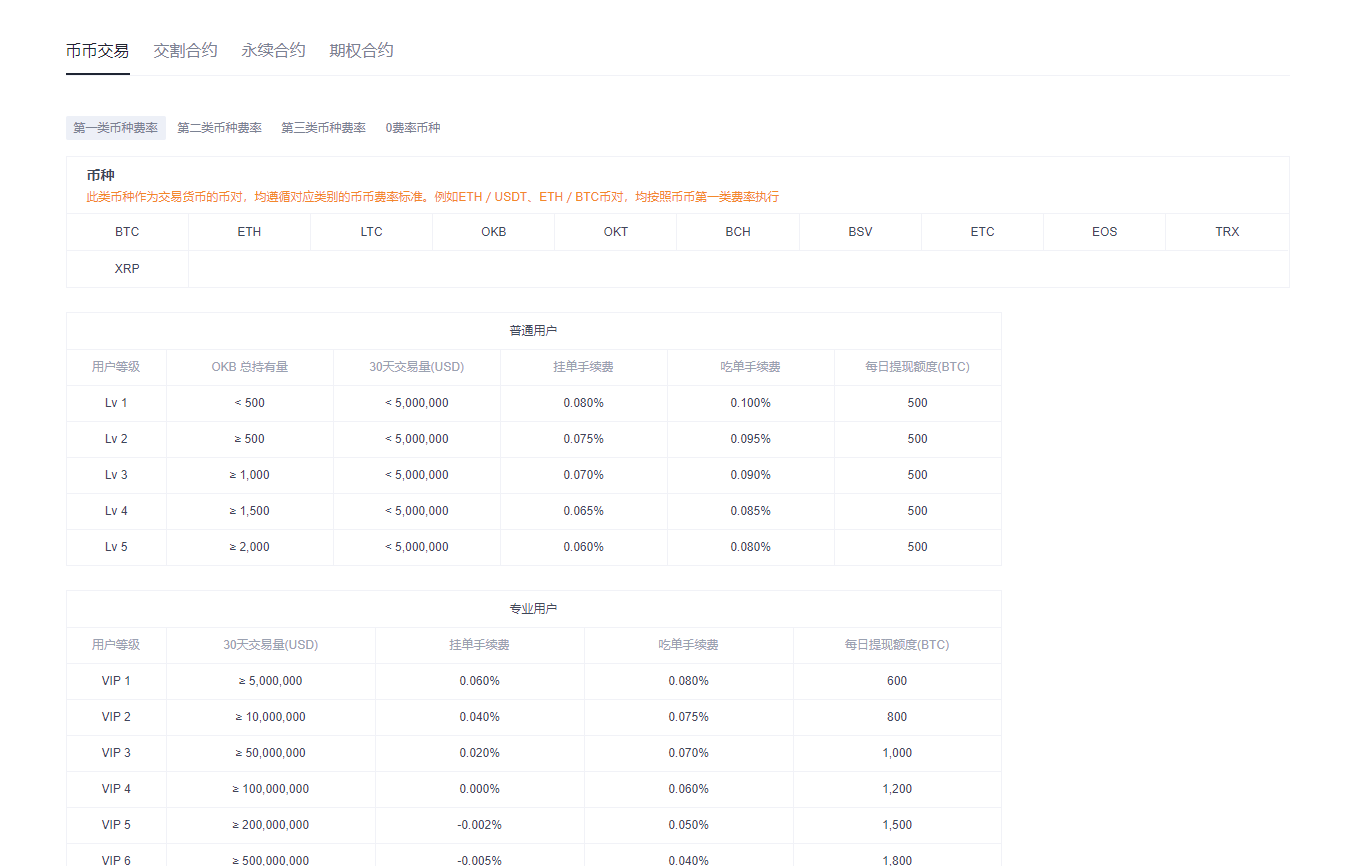 币币交易 交割合约 永续合约 期权合约
第一类币种费率 第二类币种费率 第三类币种费率 0费率币种
币种
此类币种作为交易货币的币对，均遵循对应类别的币币费率标准。例如ETH / USDT、ETH / BTC币对，均按照币币第一类费率执行
BTC ETH LTC OKB OKT BCH BSV ETC EOS TRX
XRP
普通用户
用户等级 OKB 总持有量 30天交易量(USD) 挂单手续费 吃单手续费 每日提现额度(BTC)
Lv 1 < 500 < 5,000,000 0.080% 0.100% 500
Lv 2 ≥ 500 < 5,000,000 0.075% 0.095% 500
Lv 3 ≥ 1,000 < 5,000,000 0.070% 0.090% 500
Lv 4 ≥ 1,500 < 5,000,000 0.065% 0.085% 500
Lv 5 ≥ 2,000 < 5,000,000 0.060% 0.080% 500
专业用户
用户等级 30天交易量(USD) 挂单手续费 吃单手续费 每日提现额度(BTC)
VIP 1 ≥ 5,000,000 0.060% 0.080% 600
VIP 2 ≥ 10,000,000 0.040% 0.075% 800
VIP 3 ≥ 50,000,000 0.020% 0.070% 1,000
VIP 4 ≥ 100,000,000 0.000% 0.060% 1,200
VIP 5 ≥ 200,000,000 -0.002% 0.050% 1,500
VIP 6 ≥ 500,000,000 -0.005% 0.040% 1,800